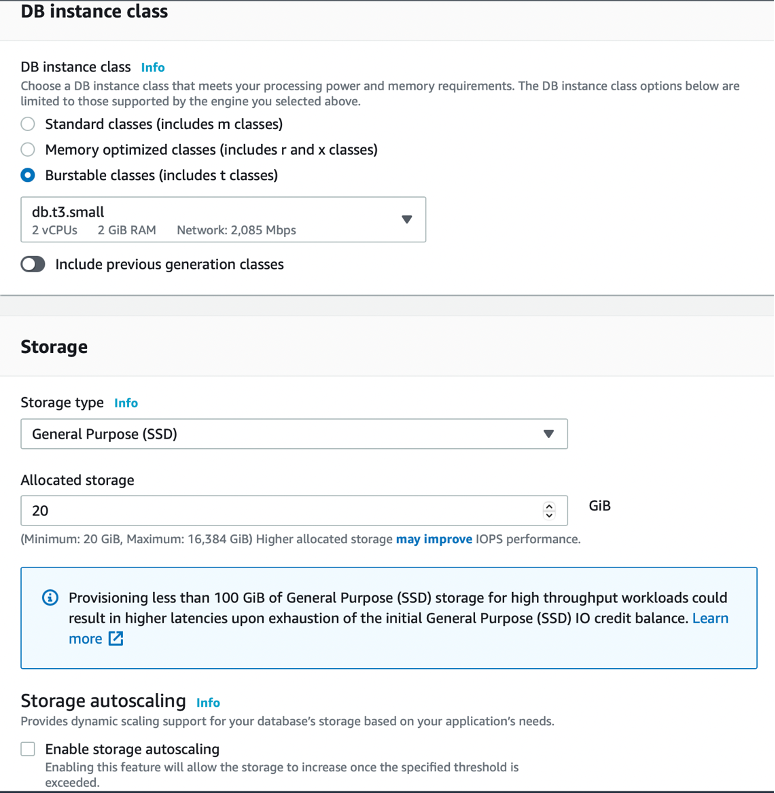 DB instance class
DB instance class Info
Choose a DB instance class that meets your processing power and memory requirements. The DB instance class options below are
limited to those supported by the engine you selected above.
Standard classes (includes m classes)
Memory optimized classes (includes r and x classes)
Burstable classes (includes t classes)
db.t3.small
2 vCPUs 2 GiB RAM Network: 2,085 Mbps
Include previous generation classes
Storage
Storage type Info
General Purpose (SSD)
Allocated storage
20 GiB
(Minimum: 20 GiB, Maximum: 16,384 GiB) Higher allocated storage may improve IOPS performance.
Provisioning less than 100 GiB of General Purpose (SSD) storage for high throughput workloads could
result in higher latencies upon exhaustion of the initial General Purpose (SSD) IO credit balance. Learn
more
Storage autoscaling Info
Provides dynamic scaling support for your database's storage based on your application's needs.
Enable storage autoscaling
Enabling this feature will allow the storage to increase once the specified threshold is
exceeded.